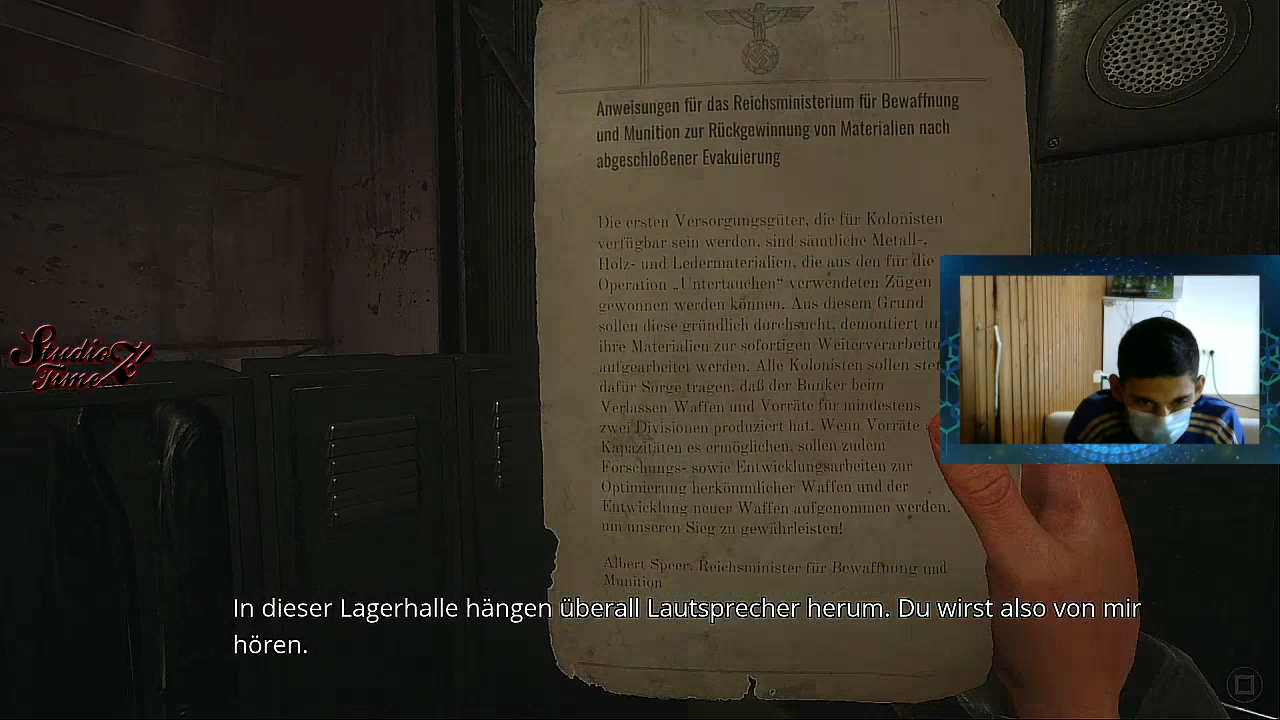 Anweisungen für das Reichsministerium für Bewaffnung
und Munition zur Rückgewinnung von Materialien nach
abgeschloßener Evakuierung
Die ersten Versorgungsgüter, die für Kolonisten
verfügbar sein werden, sind sämtliche Metall-,
Holz- und Ledermaterialien, die aus den für die
Operation „Untertauchen“ verwendeten Zügen
gewonnen werden können. Aus diesem Grund
sollen diese gründlich durchsucht, demontiert
ihre Materialien zur sofortigen
aufgearbeitet werden. Alle Kolonisten sollen
dafür Sorge tragen, daß der Bunker beim
Verlassen Waffen und Vorräte für mindestens
zwei Divisionen produziert hat. Wenn Vorräte
Kapazitäten es ermöglichen, sollen zudem
Forschungs- sowie Entwicklungsarbeiten zur
Optimierung herkömmlicher Waffen und der
Entwicklung neuer Waffen aufgenommen werden,
um unseren Sieg zu gewährleisten!
Albert Speer, Reichsminister für Bewaffnung und
Munition
Studio X
Time
In dieser Lagerhalle hängen überall Lautsprecher herum. Du wirst also von mir
hören.